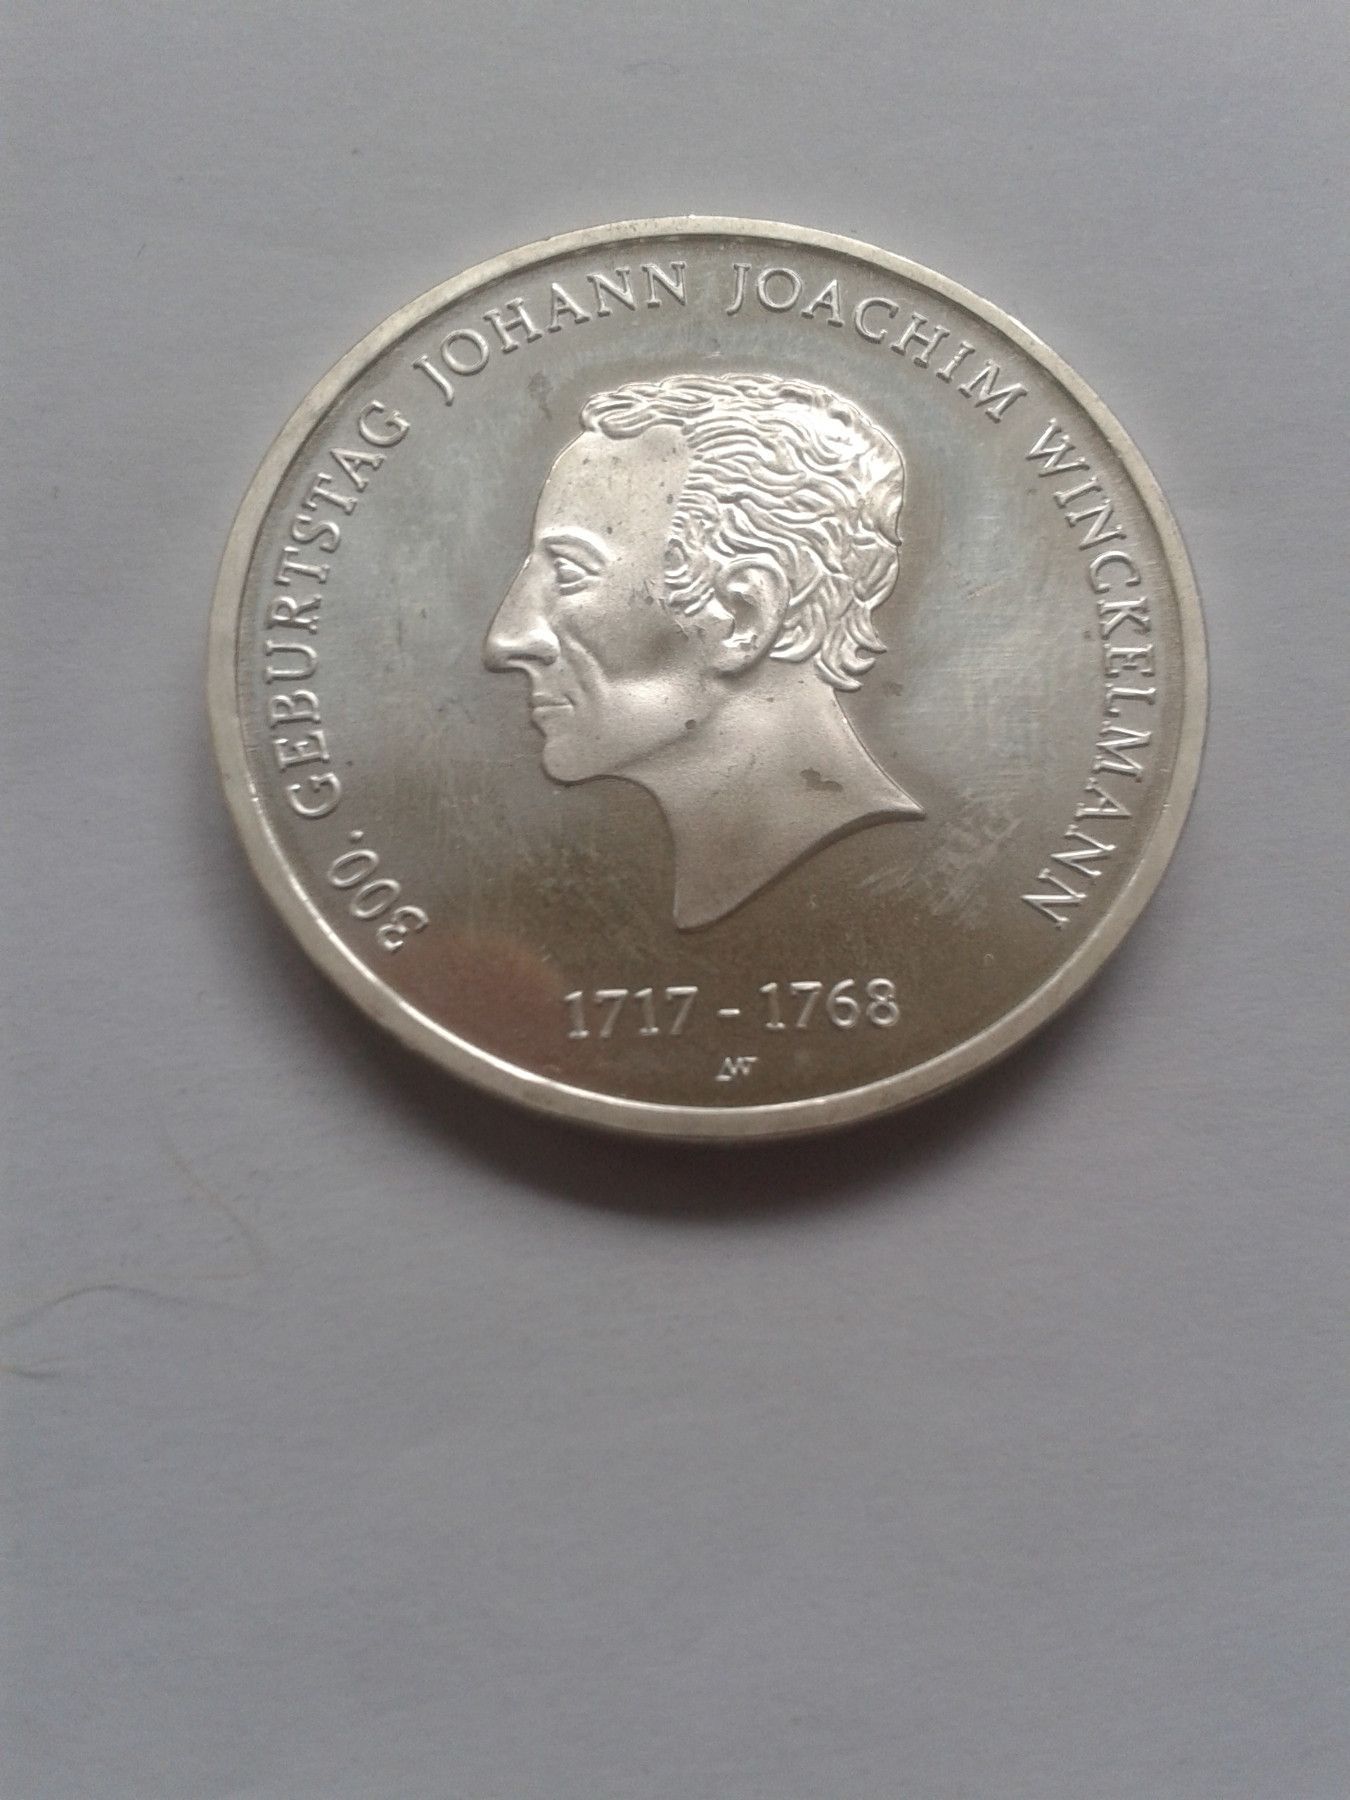 300. GEBURTSTAG JOHANN JOACHIM WINCKELMANN
1717 - 1768